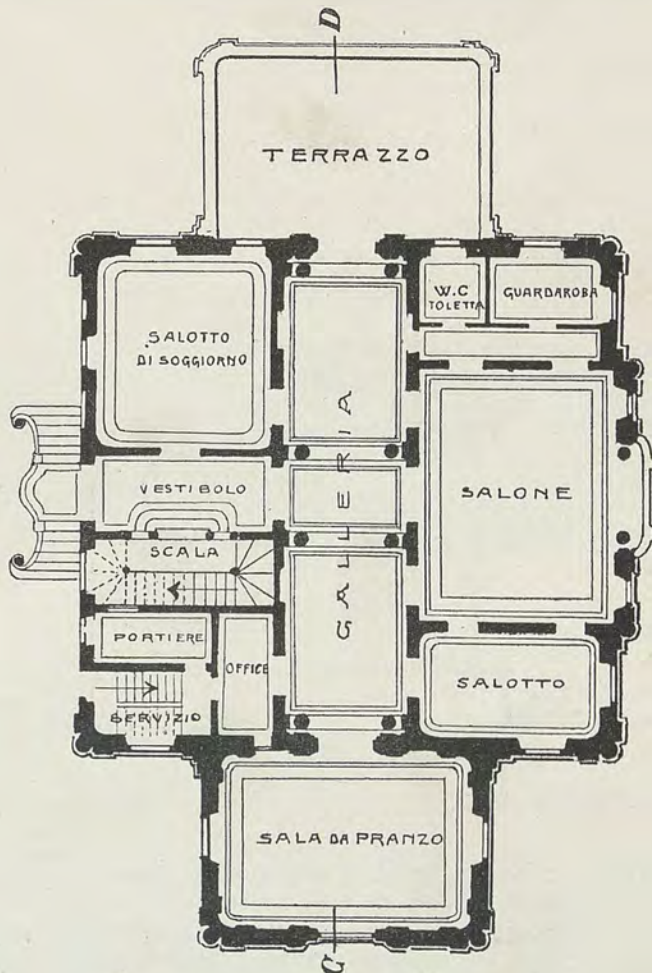 D
TERRAZZO
W.C
TOLETTA
GUARDAROBA
SALOTTO
DI SOGGIORNO
GALLERIA
VESTIBOLO
SALONE
SCALA
PORTIERE
OFFICE
SALOTTO
SERVIZIO
SALA DA PRANZO
C